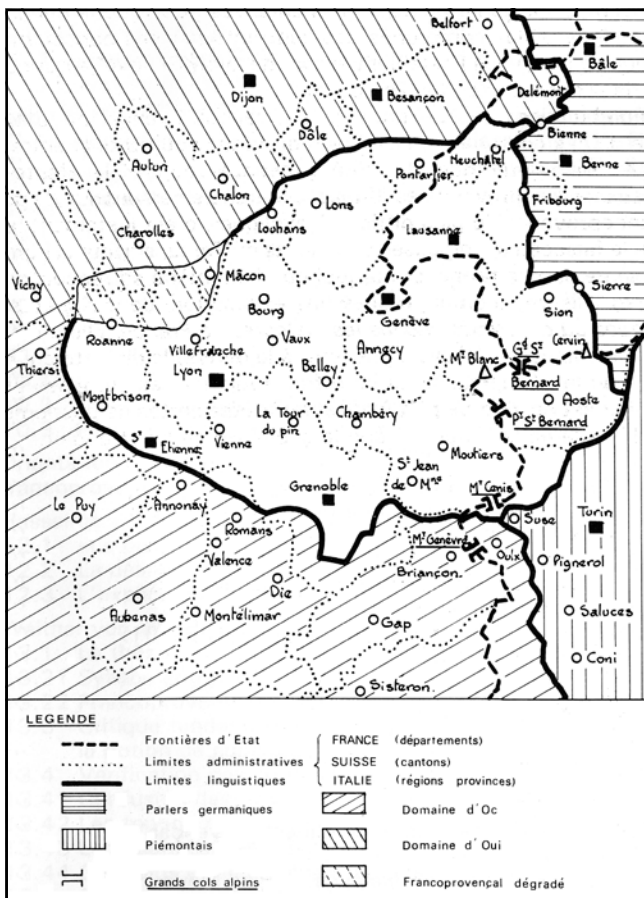 Belfort
Bâle
Delémont
Dijon
Besançon
Dôle
Bienne
Autun
Neuchâtel
Berne
Pontarlier
Chalon
Fribourg
Lons
Louhans
Lausanne
Charolles
Mâcon
Vichy
Sierre
Sion
Bourg
Genève
Roanne
Villefranche
Vaux
Cervin
Gd St
Bernard
Mt Blanc
Thiers
Lyon
Belley
Annecy
Aoste
Montbrison
Pt St Bernard
La Tour
du pin
Chambéry
Vienne
St
Etienne
Moutiers
St Jean
de Mne
Annonay
Grenoble
Mt Cenis
Le Puy
Suse
Turin
Romans
Mt Genèvre
Oulx
Valence
Briançon
Pignerol
Die
Aubenas
Montélimar
Gap
Saluces
Coni
Sisteron
LEGENDE
Frontières d'Etat
Limites administratives
Limites linguistiques
FRANCE (départements)
SUISSE (cantons)
ITALIE (régions provinces)
Parlers germaniques
Domaine d'Oc
Piémontais
Domaine d'Ouï
Grands cols alpins
Francoprovençal dégradé